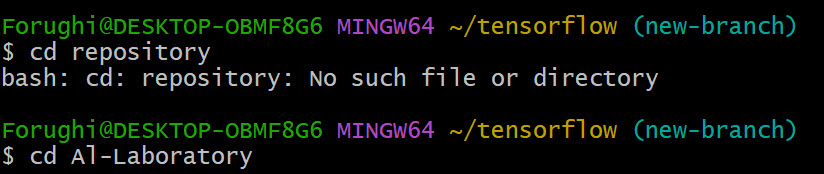 Forughi@DESKTOP-OBMF8G6 MINGW64 ~/tensorflow (new-branch)
$ cd repository
bash: cd: repository: No such file or directory
Forughi@DESKTOP-OBMF8G6 MINGW64 ~/tensorflow (new-branch)
$ cd Al-Laboratory